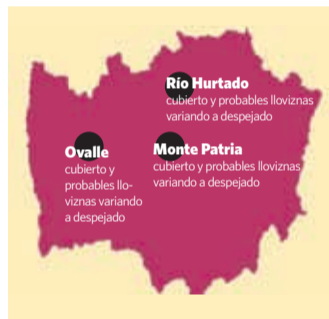 Río Hurtado
cubierto y probables lloviznas
variando a despejado
Ovalle
cubierto y
probables llo-
viznas variando
a despejado
Monte Patria
cubierto y probables lloviznas
variando a despejado